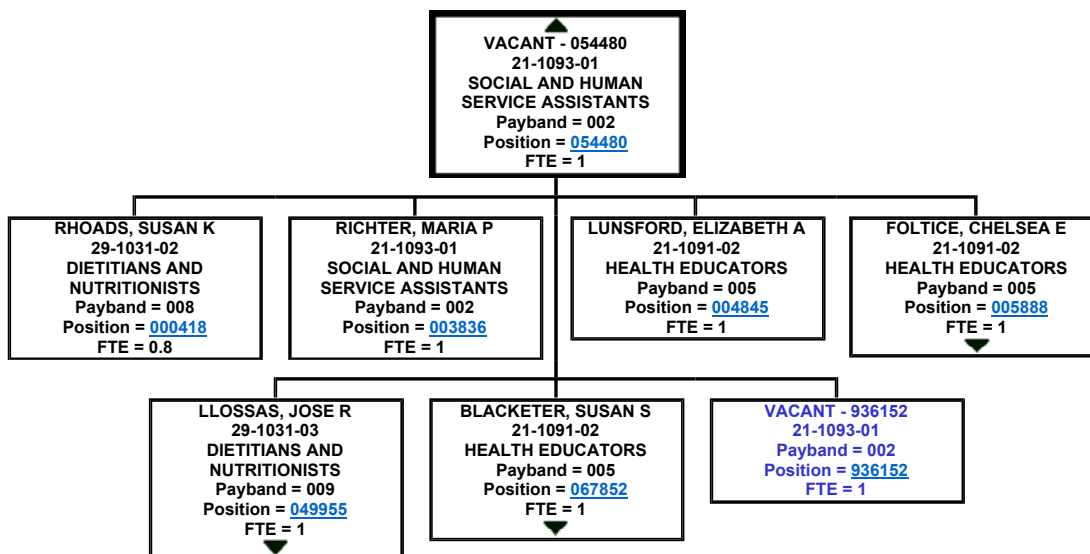 VACANT - 054480
21-1093-01
SOCIAL AND HUMAN
SERVICE ASSISTANTS
Payband = 002
Position = 054480
FTE = 1
RHOADS, SUSAN K
29-1031-02
DIETITIANS AND
NUTRITIONISTS
Payband = 008
Position = 000418
FTE = 0.8
RICHTER, MARIA P
21-1093-01
SOCIAL AND HUMAN
SERVICE ASSISTANTS
Payband = 002
Position = 003836
FTE = 1
LUNSFORD, ELIZABETH A
21-1091-02
HEALTH EDUCATORS
Payband = 005
Position = 004845
FTE = 1
FOLTICE, CHELSEA E
21-1091-02
HEALTH EDUCATORS
Payband = 005
Position = 005888
FTE = 1
LLOSSAS, JOSE R
29-1031-03
DIETITIANS AND
NUTRITIONISTS
Payband = 009
Position = 049955
FTE = 1
BLACKETER, SUSAN S
21-1091-02
HEALTH EDUCATORS
Payband = 005
Position = 067852
FTE = 1
VACANT - 936152
21-1093-01
Payband = 002
Position = 936152
FTE = 1